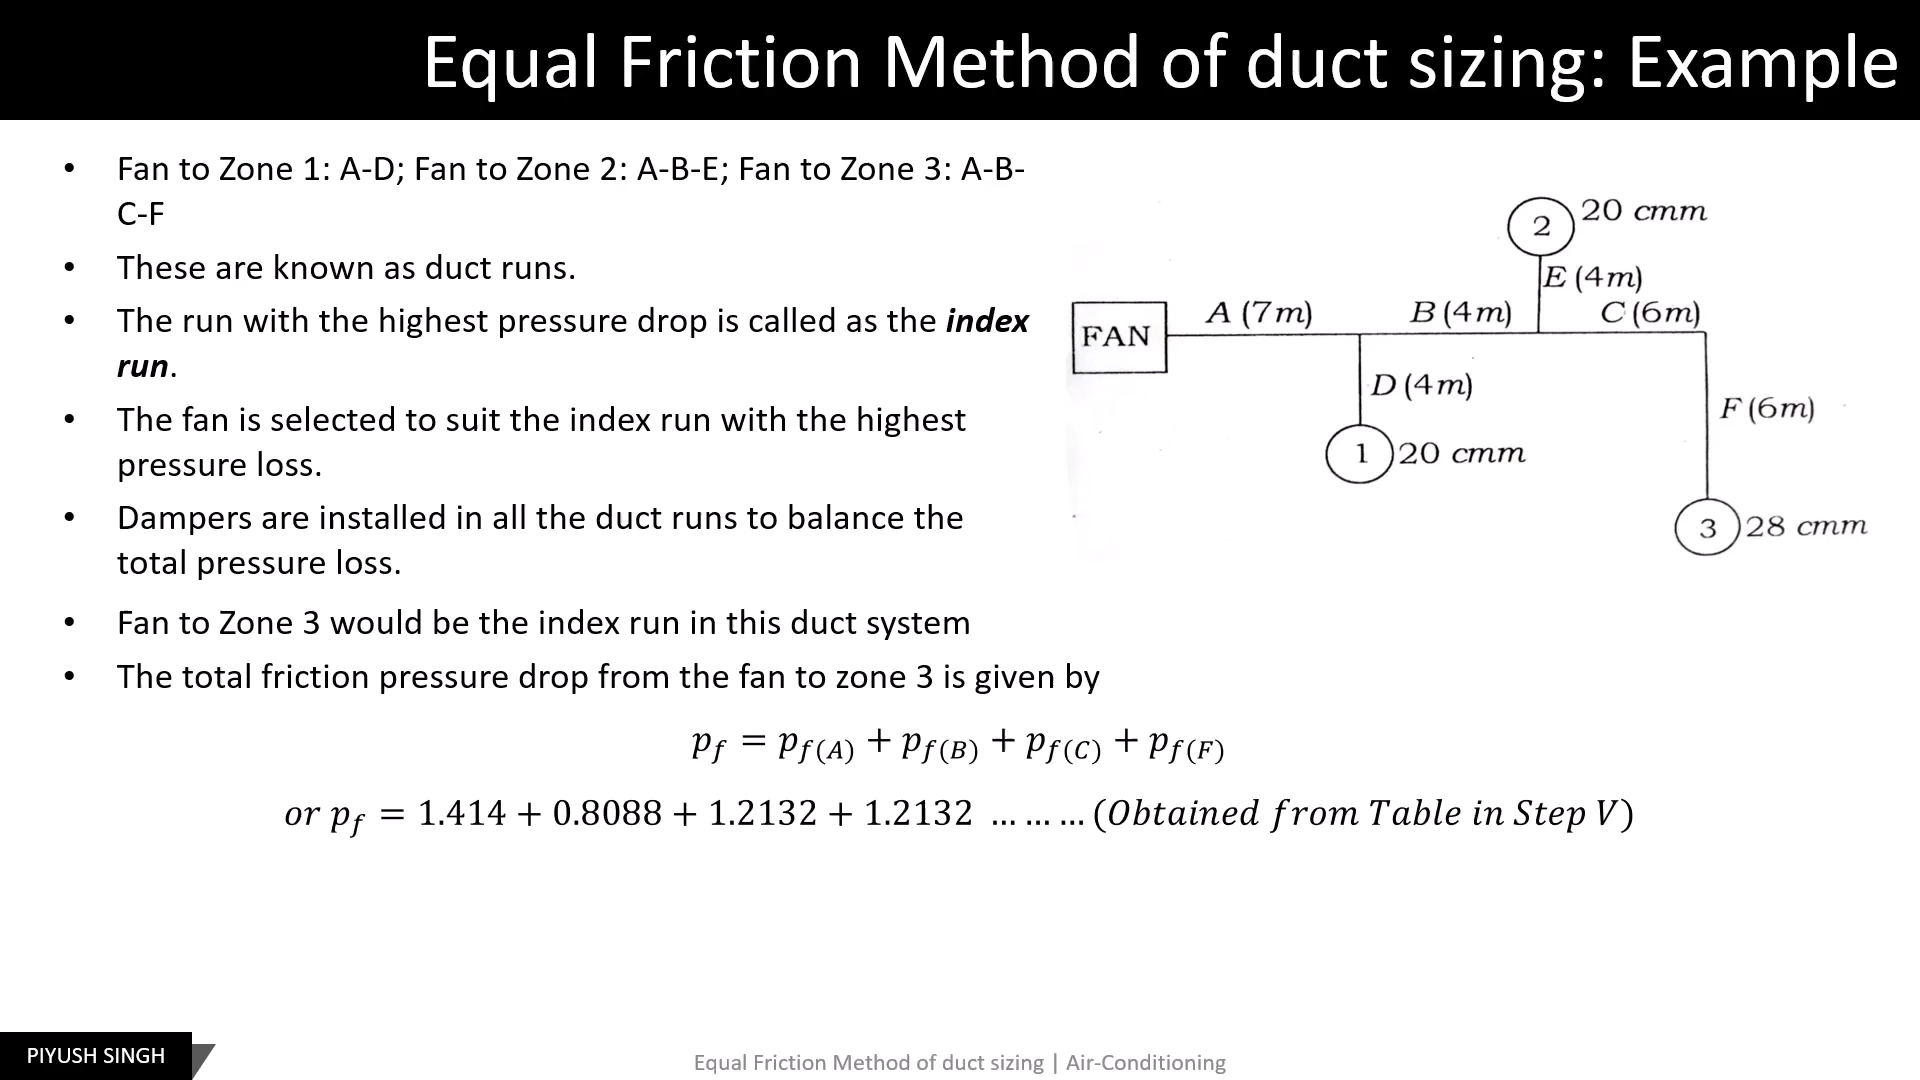 Equal Friction Method of duct sizing: Example
• Fan to Zone 1: A-D; Fan to Zone 2: A-B-E; Fan to Zone 3: A-B-
C-F
• These are known as duct runs.
• The run with the highest pressure drop is called as the index
run.
• The fan is selected to suit the index run with the highest
pressure loss.
• Dampers are installed in all the duct runs to balance the
total pressure loss.
• Fan to Zone 3 would be the index run in this duct system
• The total friction pressure drop from the fan to zone 3 is given by
p_f = p_f(A) + p_f(B) + p_f(C) + p_f(F)
or p_f = 1.414 + 0.8088 + 1.2132 + 1.2132 … … … (Obtained from Table in Step V)
2 20 cmm
E (4m)
FAN A (7m) B (4m) C (6m)
D (4m)
F (6m)
1 20 cmm
3 28 cmm
PIYUSH SINGH
Equal Friction Method of duct sizing | Air-Conditioning